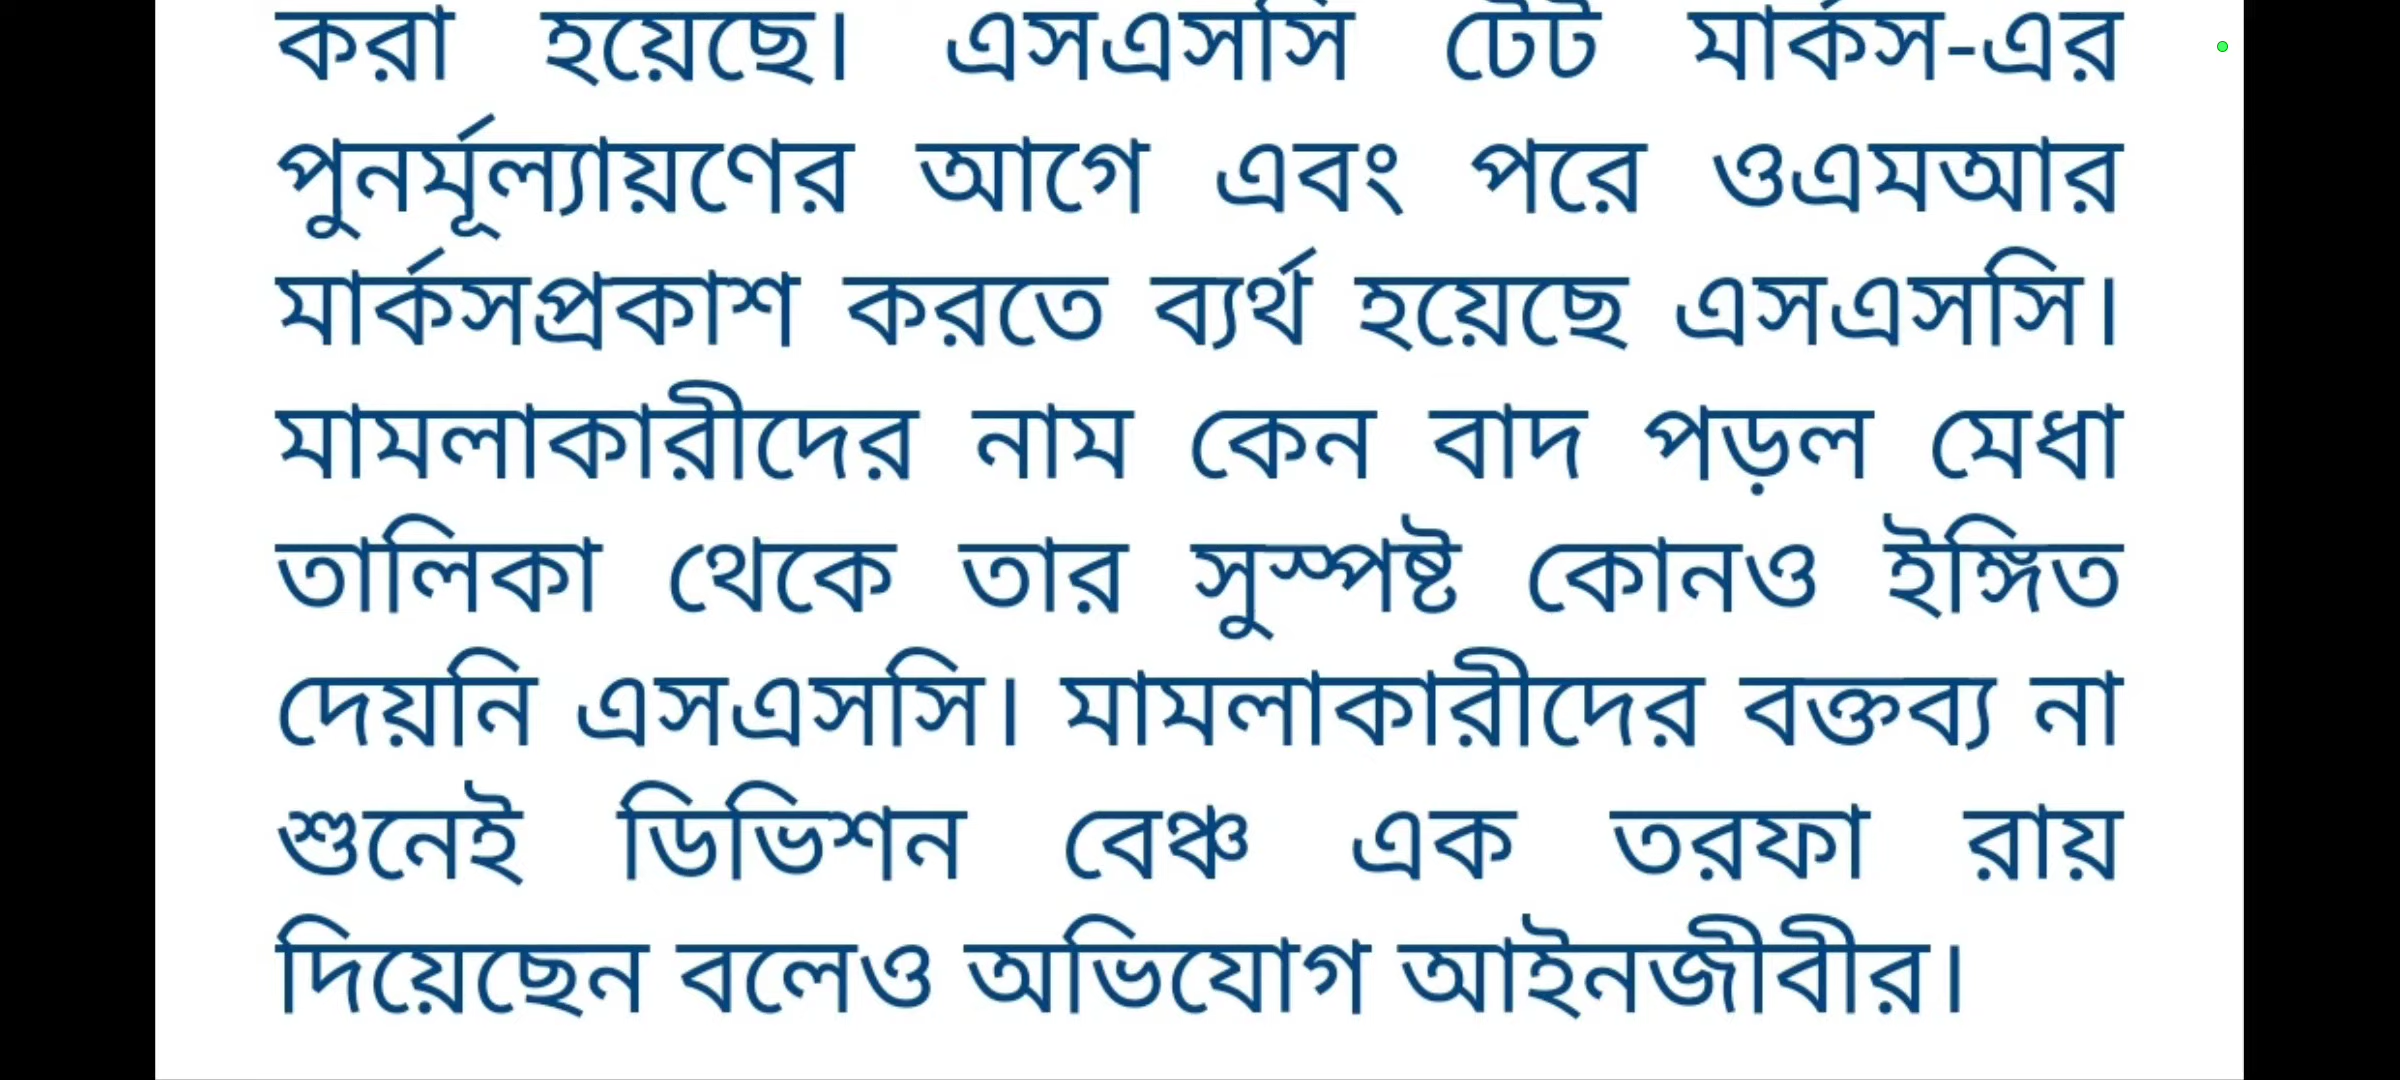 করা হয়েছে। এসএসসি টেট মার্কস-এর
পুনর্মূল্যায়ণের আগে এবং পরে ওএমআর
মার্কসপ্রকাশ করতে ব্যর্থ হয়েছে এসএসসি।
মামলাকারীদের নাম কেন বাদ পড়ল মেধা
তালিকা থেকে তার সুস্পষ্ট কোনও ইঙ্গিত
দেয়নি এসএসসি। মামলাকারীদের বক্তব্য না
শুনেই ডিভিশন বেঞ্চ এক তরফা রায়
দিয়েছেন বলেও অভিযোগ আইনজীবীর।